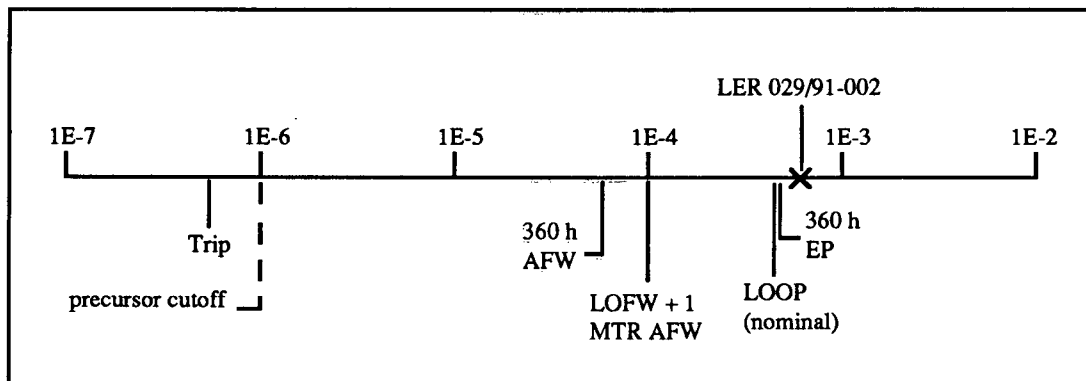 LER 029/91-002
1E-7
1E-6
1E-5
1E-4
1E-3
1E-2
Trip
360 h
AFW
360 h
EP
precursor cutoff
LOFW + 1
MTR AFW
LOOP
(nominal)